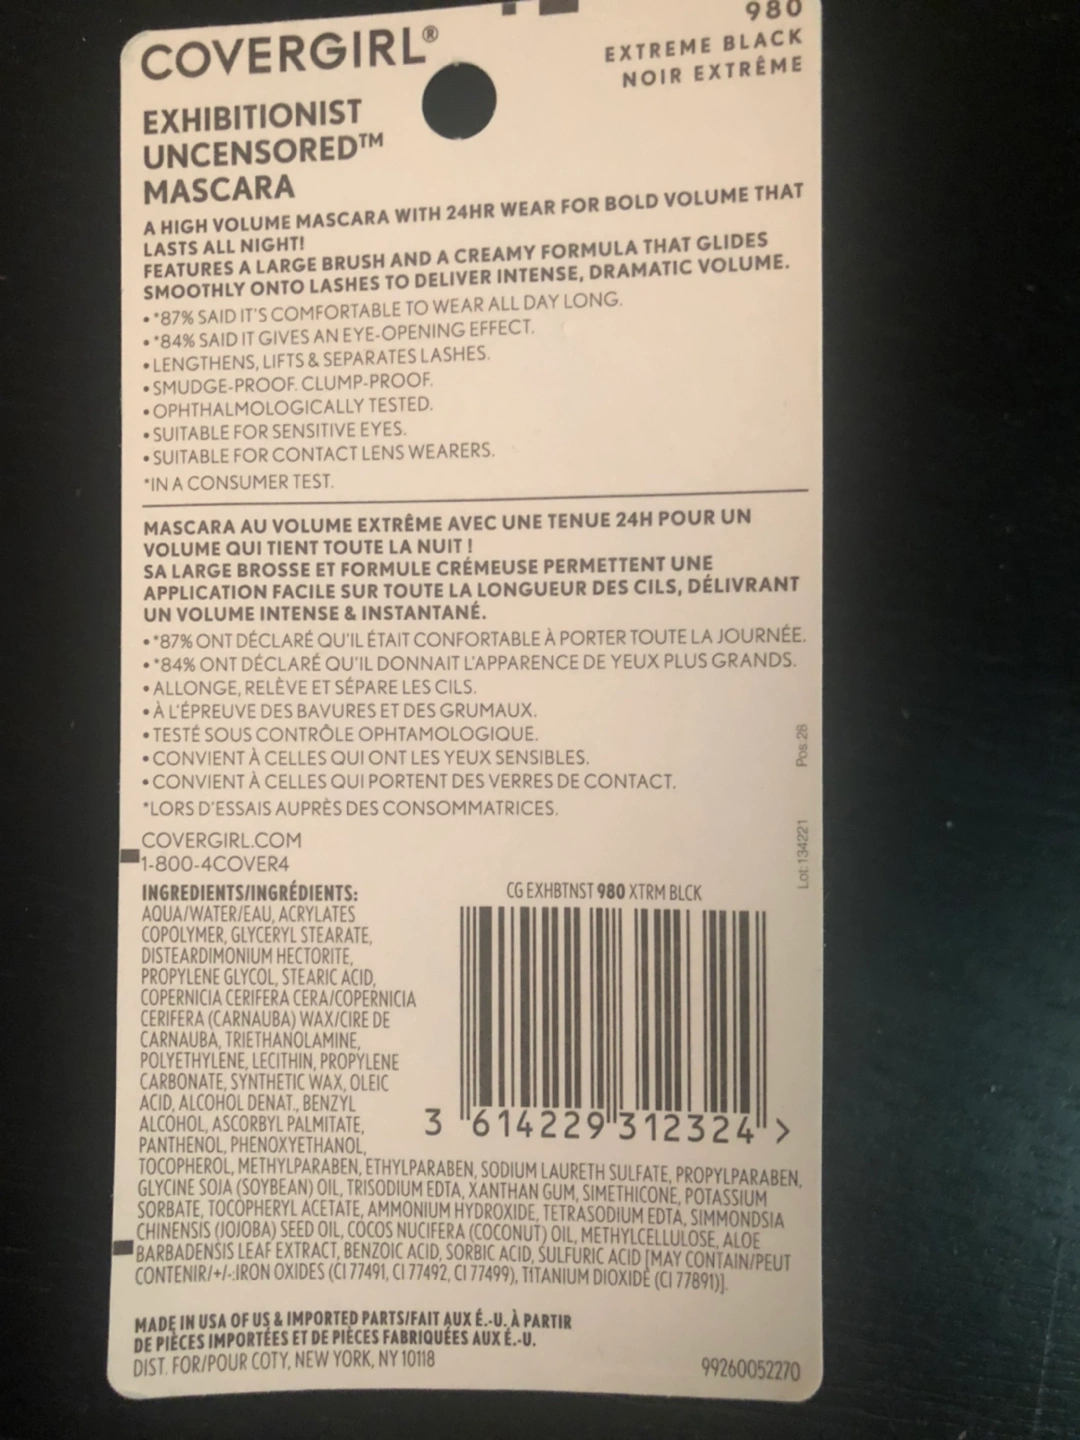 COVERGIRL®
980
EXTREME BLACK
NOIR EXTRÊME
EXHIBITIONIST
UNCENSORED™
MASCARA
A HIGH VOLUME MASCARA WITH 24HR WEAR FOR BOLD VOLUME THAT
LASTS ALL NIGHT!
FEATURES A LARGE BRUSH AND A CREAMY FORMULA THAT GLIDES
SMOOTHLY ONTO LASHES TO DELIVER INTENSE, DRAMATIC VOLUME.
• *87% SAID IT'S COMFORTABLE TO WEAR ALL DAY LONG.
• *84% SAID IT GIVES AN EYE-OPENING EFFECT.
• LENGTHENS, LIFTS & SEPARATES LASHES.
• SMUDGE-PROOF. CLUMP-PROOF.
• OPHTHALMOLOGICALLY TESTED.
• SUITABLE FOR SENSITIVE EYES.
• SUITABLE FOR CONTACT LENS WEARERS.
*IN A CONSUMER TEST.
MASCARA AU VOLUME EXTRÊME AVEC UNE TENUE 24H POUR UN
VOLUME QUI TIENT TOUTE LA NUIT !
SA LARGE BROSSE ET FORMULE CRÉMEUSE PERMETTENT UNE
APPLICATION FACILE SUR TOUTE LA LONGUEUR DES CILS, DÉLIVRANT
UN VOLUME INTENSE & INSTANTANÉ.
• *87% ONT DÉCLARÉ QU'IL ÉTAIT CONFORTABLE À PORTER TOUTE LA JOURNÉE.
• *84% ONT DÉCLARÉ QU'IL DONNAIT L'APPARENCE DE YEUX PLUS GRANDS.
• ALLONGE, RELÈVE ET SÉPARE LES CILS.
• À L'ÉPREUVE DES BAVURES ET DES GRUMAUX.
• TESTÉ SOUS CONTRÔLE OPHTAMOLOGIQUE.
• CONVIENT À CELLES QUI ONT LES YEUX SENSIBLES.
• CONVIENT À CELLES QUI PORTENT DES VERRES DE CONTACT.
*LORS D'ESSAIS AUPRÈS DES CONSOMMATRICES.
Lot: 134221 Pos 28
COVERGIRL.COM
1-800-4COVER4
INGREDIENTS/INGRÉDIENTS:
AQUA/WATER/EAU, ACRYLATES
COPOLYMER, GLYCERYL STEARATE,
DISTEARDIMONIUM HECTORITE,
PROPYLENE GLYCOL, STEARIC ACID,
COPERNICIA CERIFERA CERA/COPERNICIA
CERIFERA (CARNAUBA) WAX/CIRE DE
CARNAUBA, TRIETHANOLAMINE,
POLYETHYLENE, LECITHIN, PROPYLENE
CARBONATE, SYNTHETIC WAX, OLEIC
ACID, ALCOHOL DENAT., BENZYL
ALCOHOL, ASCORBYL PALMITATE,
PANTHENOL, PHENOXYETHANOL,
TOCOPHEROL, METHYLPARABEN, ETHYLPARABEN, SODIUM LAURETH SULFATE, PROPYLPARABEN,
GLYCINE SOJA (SOYBEAN) OIL, TRISODIUM EDTA, XANTHAN GUM, SIMETHICONE, POTASSIUM
SORBATE, TOCOPHERYL ACETATE, AMMONIUM HYDROXIDE, TETRASODIUM EDTA, SIMMONDSIA
CHINENSIS (JOJOBA) SEED OIL, COCOS NUCIFERA (COCONUT) OIL, METHYLCELLULOSE, ALOE
BARBADENSIS LEAF EXTRACT, BENZOIC ACID, SORBIC ACID, SULFURIC ACID [MAY CONTAIN/PEUT
CONTENIR/+/-:IRON OXIDES (CI 77491, CI 77492, CI 77499), TITANIUM DIOXIDE (CI 77891)].
CG EXHBTNST 980 XTRM BLCK
3 614229 312324 >
MADE IN USA OF US & IMPORTED PARTS/FAIT AUX É.-U. À PARTIR
DE PIÈCES IMPORTÉES ET DE PIÈCES FABRIQUÉES AUX É.-U.
DIST. FOR/POUR COTY, NEW YORK, NY 10118
99260052270